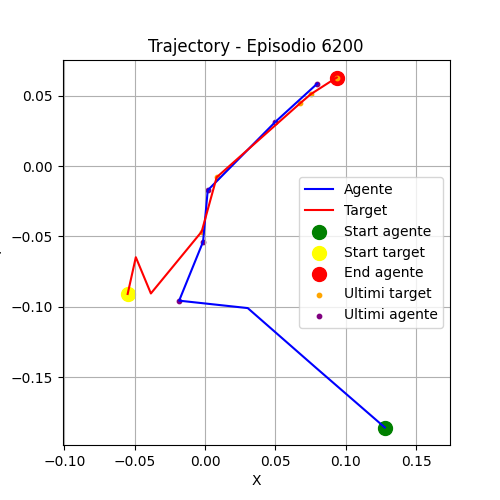 Trajectory - Episodio 6200
0.05
0.00
−0.05
−0.10
−0.15
−0.10
−0.05
0.00
0.05
0.10
0.15
X
Agente
Target
Start agente
Start target
End agente
Ultimi target
Ultimi agente